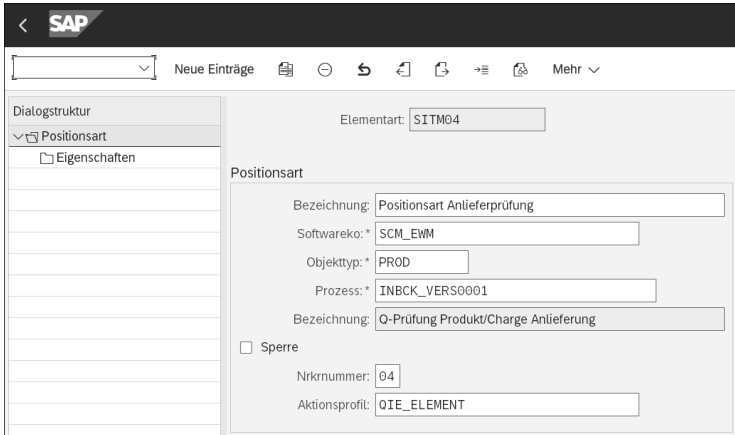 SAP
Neue Einträge Mehr
Dialogstruktur
Positionsart
Eigenschaften
Elementart: SITM04
Positionsart
Bezeichnung: Positionsart Anlieferprüfung
Softwareko:* SCM_EWM
Objekttyp:* PROD
Prozess:* INBCK_VERS0001
Bezeichnung: Q-Prüfung Produkt/Charge Anlieferung
Sperre
Nrkrnummer: 04
Aktionsprofil: QIE_ELEMENT